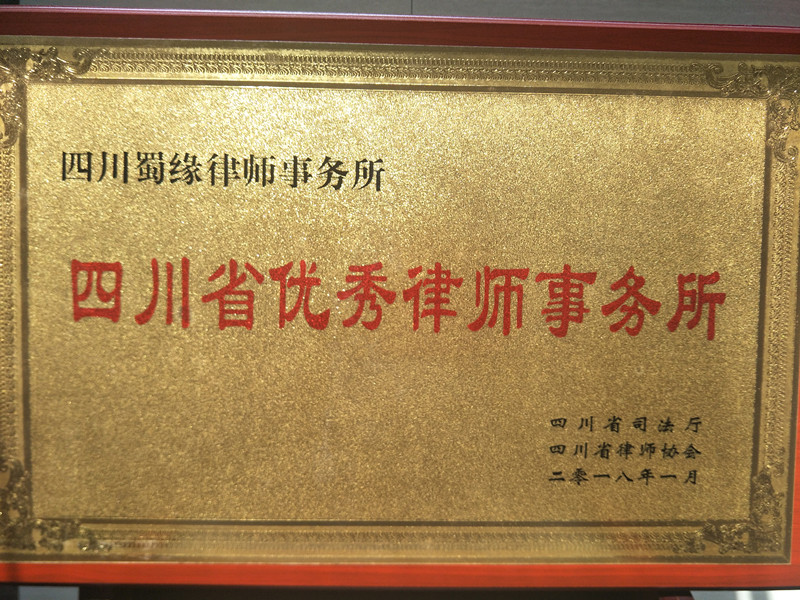 四川蜀缘律师事务所
四川省优秀律师事务所
四川省司法厅
四川省律师协会
二零一八年一月